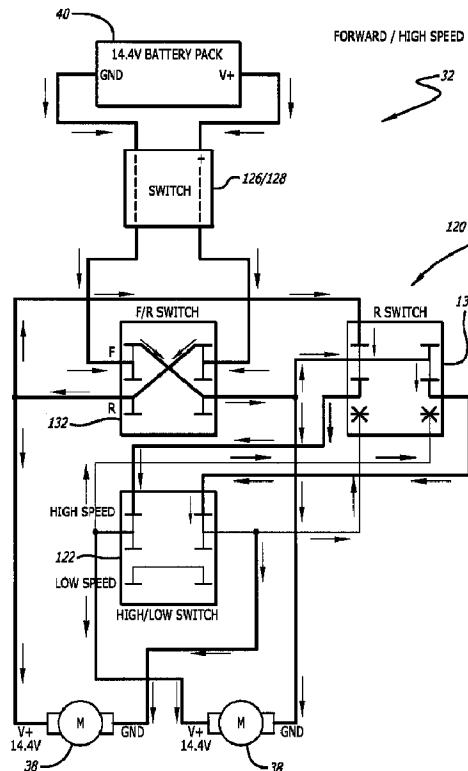 40
14.4V BATTERY PACK
GND V+
FORWARD / HIGH SPEED
32
SWITCH
+
126/128
120
F/R SWITCH
R SWITCH
F
R
132
HIGH SPEED
122
LOW SPEED
HIGH/LOW SWITCH
V+
14.4V
M
GND
38
V+
14.4V
M
GND
38